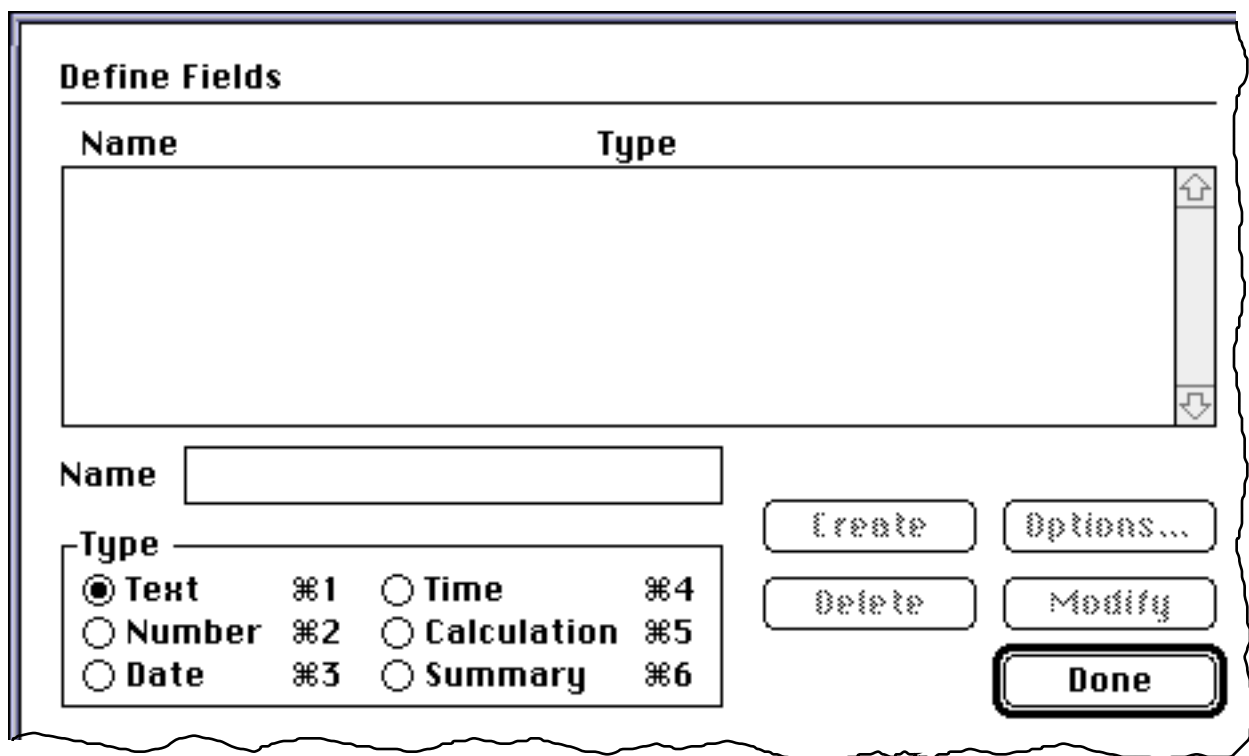 Define Fields
Name Type
Name
Create Options...
Type
Text ⌘1 Time ⌘4
Delete Modify
Number ⌘2 Calculation ⌘5
Date ⌘3 Summary ⌘6
Done